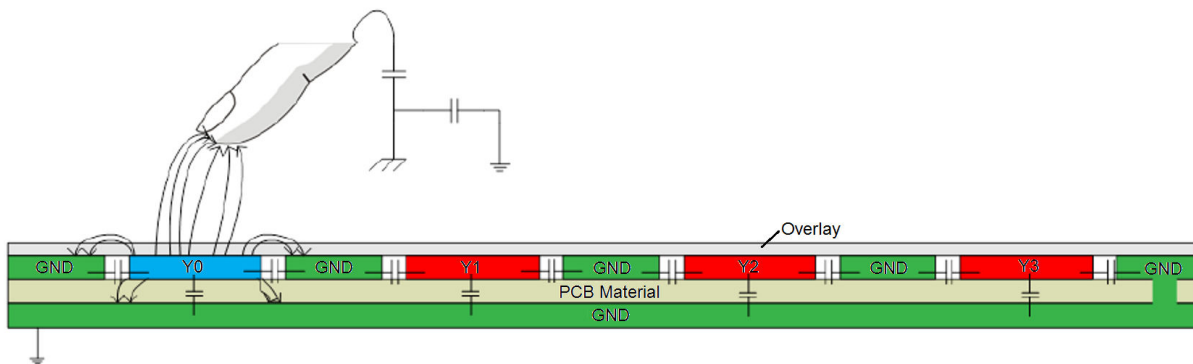 Overlay
GND Y0 GND Y1 GND Y2 GND Y3 GND
PCB Material
GND